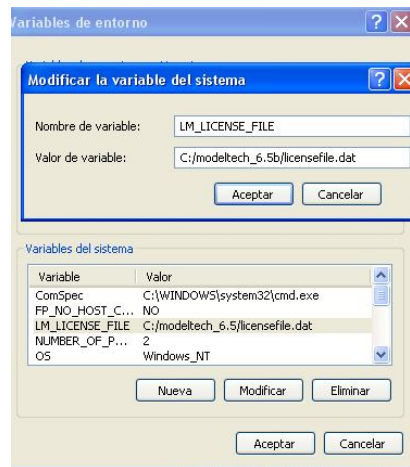 Variables de entorno
Modificar la variable del sistema
Nombre de variable: LM_LICENSE_FILE
Valor de variable: C:/modeltech_6.5b/licensefile.dat
Aceptar Cancelar
Variables del sistema
Variable Valor
ComSpec C:\WINDOWS\system32\cmd.exe
FP_NO_HOST_C... NO
LM_LICENSE_FILE C:/modeltech_6.5/licensefile.dat
NUMBER_OF_P... 2
OS Windows_NT
Nueva Modificar Eliminar
Aceptar Cancelar